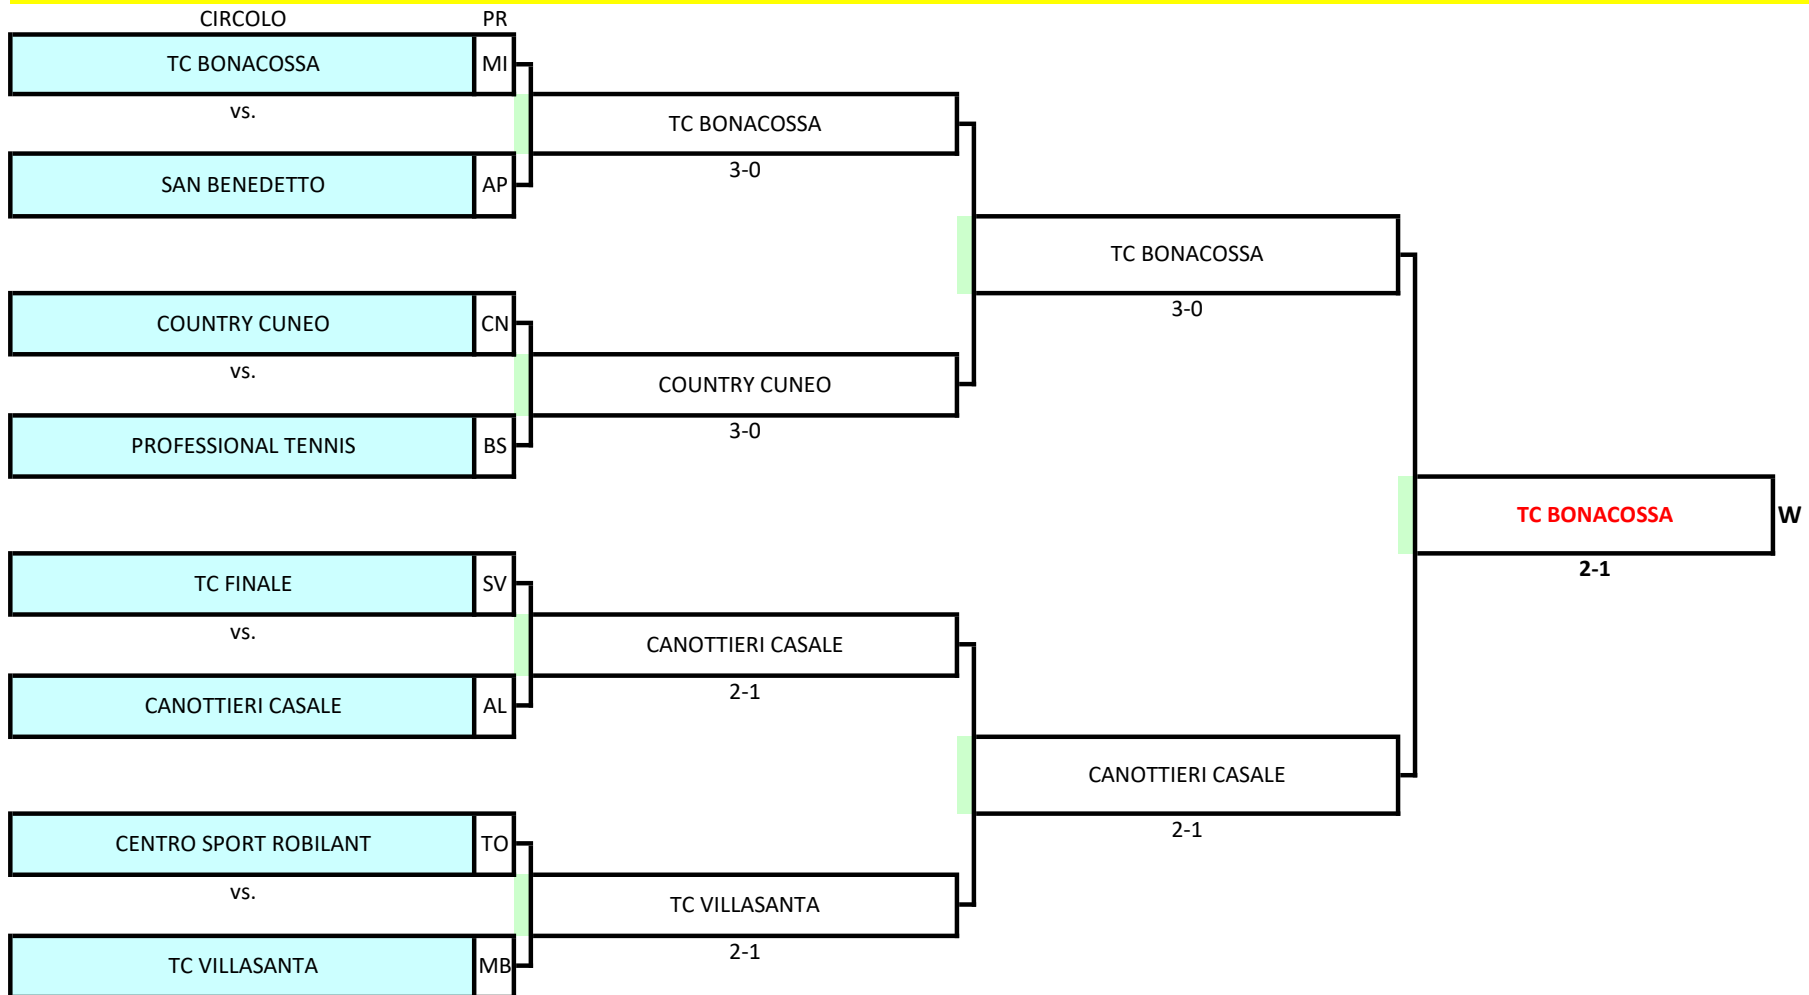 CIRCOLO PR
TC BONACOSSA MI
vs.
TC BONACOSSA
SAN BENEDETTO AP
3-0
TC BONACOSSA
3-0
COUNTRY CUNEO CN
vs.
COUNTRY CUNEO
PROFESSIONAL TENNIS BS
3-0
TC BONACOSSA W
2-1
TC FINALE SV
vs.
CANOTTIERI CASALE
CANOTTIERI CASALE AL
2-1
CANOTTIERI CASALE
2-1
CENTRO SPORT ROBILANT TO
vs.
TC VILLASANTA
TC VILLASANTA MB
2-1